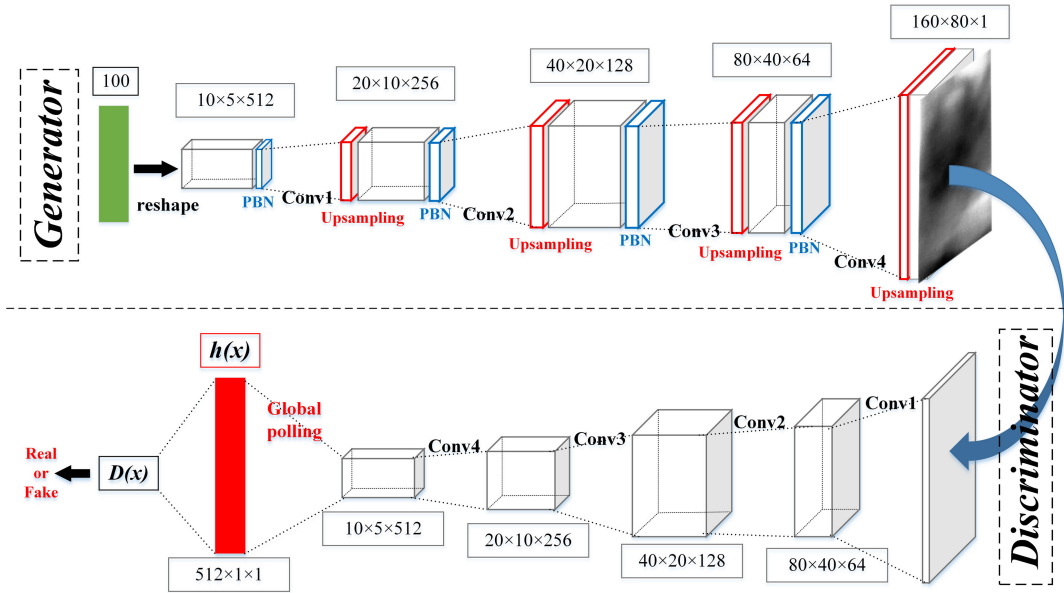 Generator
100
10×5×512
20×10×256
40×20×128
80×40×64
160×80×1
reshape
PBN
Conv1
Upsampling
PBN
Conv2
Upsampling
PBN
Conv3
Upsampling
PBN
Conv4
Upsampling
Discriminator
Conv1
Conv2
Conv3
Conv4
80×40×64
40×20×128
20×10×256
10×5×512
Global
polling
h(x)
512×1×1
D(x)
Real
or
Fake